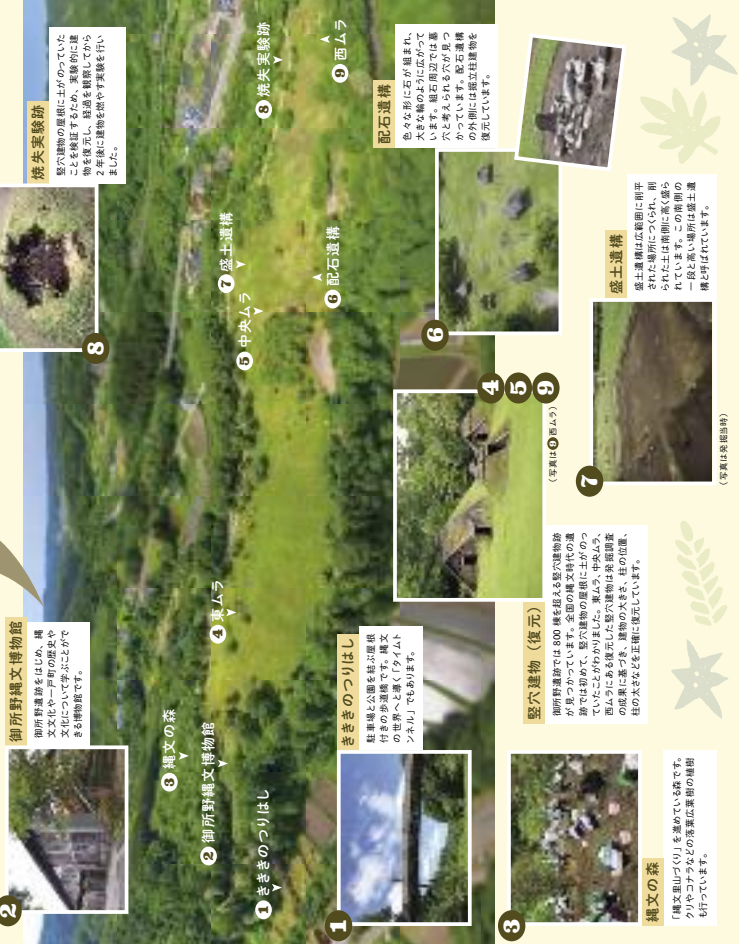 御所野縄文博物館
御所野遺跡をはじめ、縄
文文化や一戸町の歴史や
文化について学ぶことがで
きる博物館です。
2
焼失実験跡
竪穴建物の屋根に土がのっていた
ことを検証するため、実験的に建
物を復元し、経過を観察してから
2年後に建物を燃やす実験を行い
ました。
8
1 きききのつりはし
2 御所野縄文博物館
3 縄文の森
4 東ムラ
5 中央ムラ
6 配石遺構
7 盛土遺構
8 焼失実験跡
9 西ムラ
きききのつりはし
駐車場と公園を結ぶ屋根
付きの歩道橋です。縄文
の世界へと導く「タイムト
ンネル」でもあります。
1
4
5
9
(写真は9西ムラ)
竪穴建物(復元)
御所野遺跡では800棟を超える竪穴建物跡
が見つかっています。全国の縄文時代の遺
跡では初めて、竪穴建物の屋根に土がのっ
ていたことがわかりました。東ムラ、中央ムラ、
西ムラにある復元した竪穴建物は発掘調査
の成果に基づき、建物の大きさ、柱の位置、
柱の太さなどを正確に復元しています。
配石遺構
色々な形に石が組まれ、
大きな輪のように広がって
います。組石周辺では墓
穴と考えられる穴が見つ
かっています。配石遺構
の外側には掘立柱建物を
復元しています。
6
3
縄文の森
「縄文里山づくり」を進めている森です。
クリやコナラなどの落葉広葉樹の植樹
も行っています。
盛土遺構
盛土遺構は広範囲に削平
された場所につくられ、削
られた土は南側に高く盛ら
れています。この南側の
一段と高い場所は盛土遺
構と呼ばれています。
7
(写真は発掘当時)